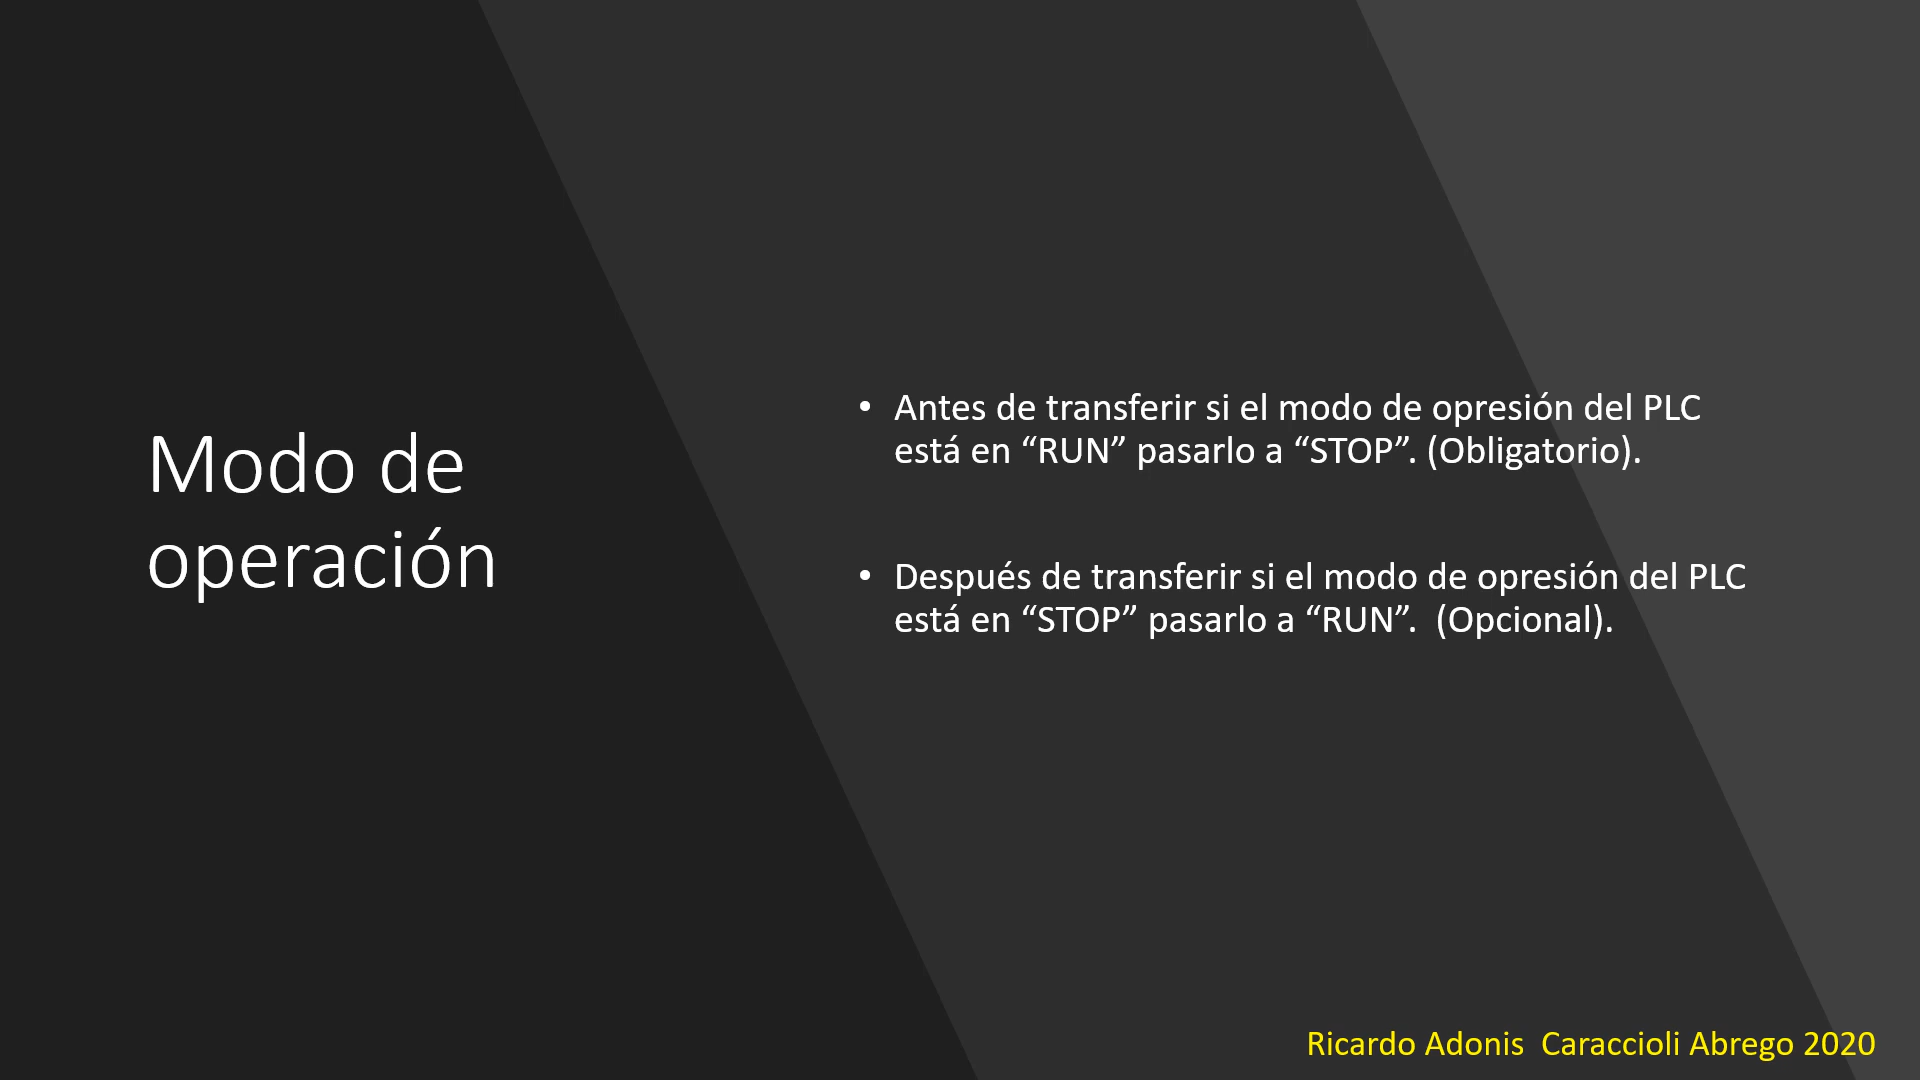 Modo de
operación
• Antes de transferir si el modo de opresión del PLC
está en “RUN” pasarlo a “STOP”. (Obligatorio).
• Después de transferir si el modo de opresión del PLC
está en “STOP” pasarlo a “RUN”.  (Opcional).
Ricardo Adonis  Caraccioli Abrego 2020